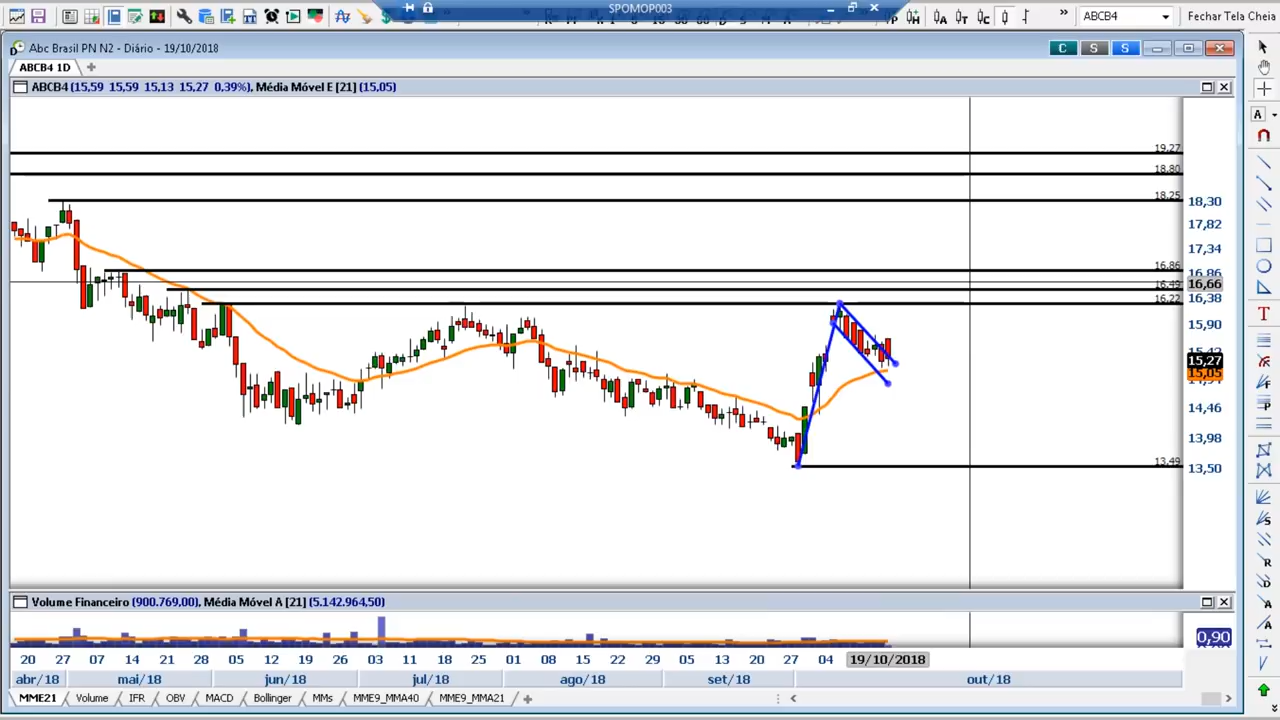 SPOMOP003
ABCB4
Fechar Tela Cheia
Abc Brasil PN N2 - Diário - 19/10/2018
C S S
ABCB4 1D
ABCB4 (15,59 15,59 15,13 15,27 0,39%), Média Móvel E [21] (15,05)
19,27
18,80
18,25
18,30
17,82
17,34
16,86
16,86
16,66
16,49
16,38
16,22
15,90
15,27
15,05
14,46
13,98
13,49
13,50
Volume Financeiro (900.769,00), Média Móvel A [21] (5.142.964,50)
0,90
20 27 07 14 21 28 05 12 19 26 03 11 18 25 01 08 15 22 29 05 13 20 27 04 19/10/2018
abr/18 mai/18 jun/18 jul/18 ago/18 set/18 out/18
MME21 Volume IFR OBV MACD Bollinger MMs MME9_MMA40 MME9_MMA21